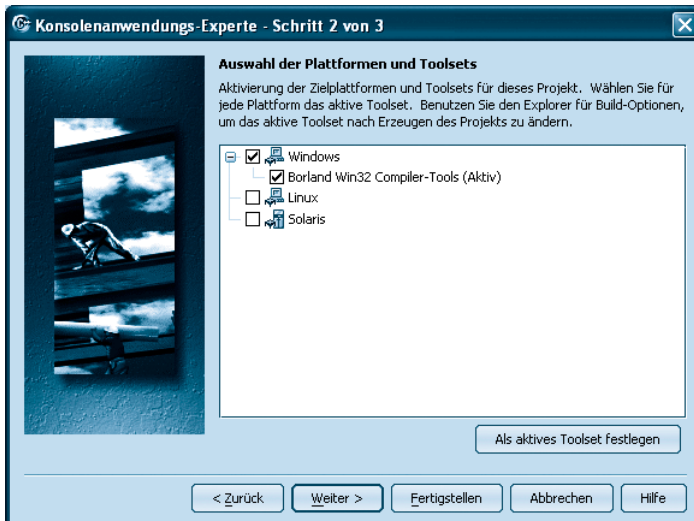 Konsolenanwendungs-Experte - Schritt 2 von 3
Auswahl der Plattformen und Toolsets
Aktivierung der Zielplattformen und Toolsets für dieses Projekt. Wählen Sie für
jede Plattform das aktive Toolset. Benutzen Sie den Explorer für Build-Optionen,
um das aktive Toolset nach Erzeugen des Projekts zu ändern.
Windows
Borland Win32 Compiler-Tools (Aktiv)
Linux
Solaris
Als aktives Toolset festlegen
< Zurück
Weiter >
Fertigstellen
Abbrechen
Hilfe